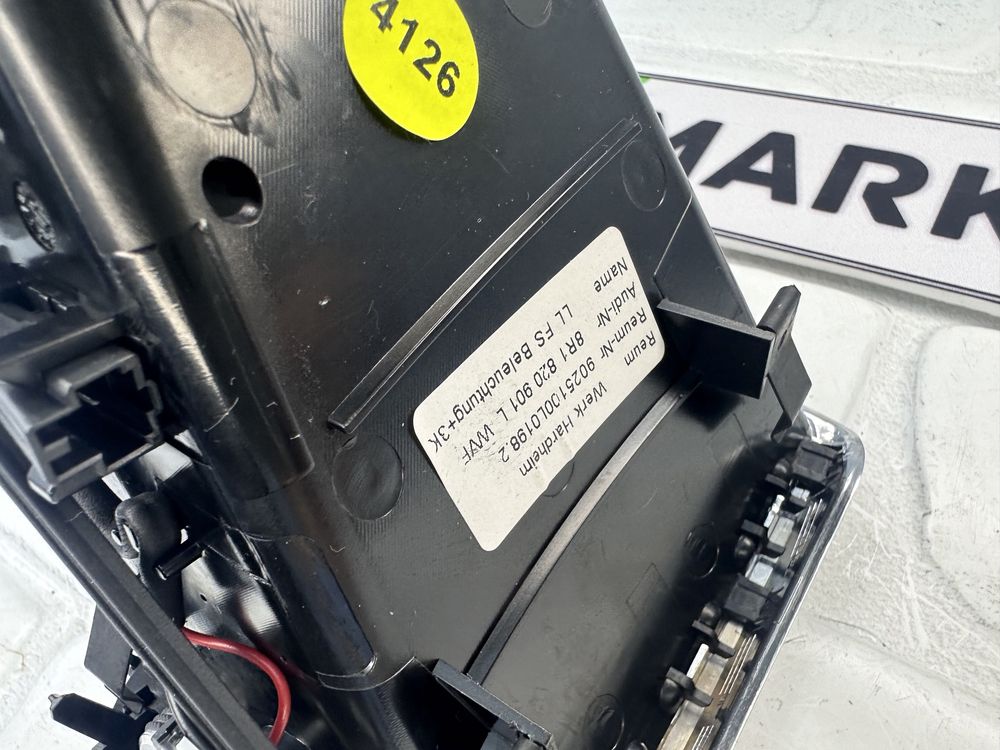 4126
MARK
Reum Werk Hardheim
Reum-Nr 9025100L0198.2
Audi-Nr 8R1 820 901 L WVF
Name LL FS Beleuchtung+3K